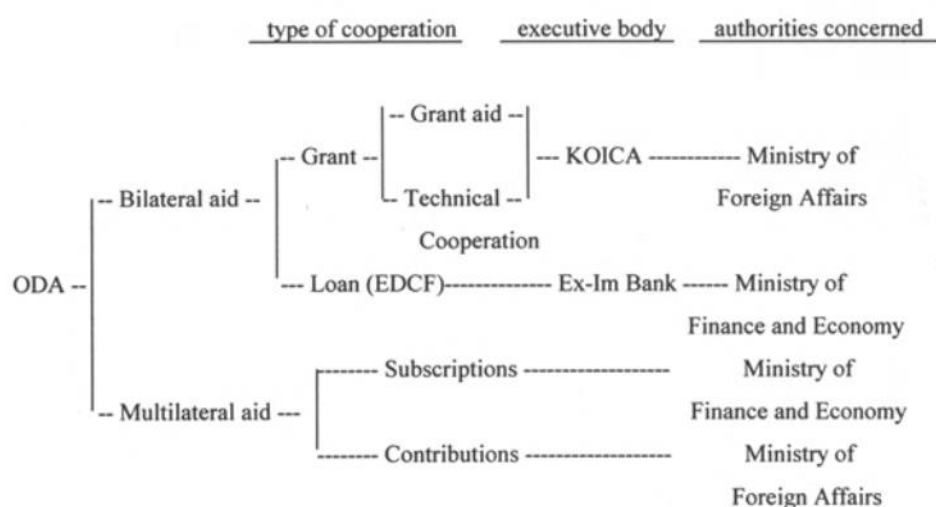 type of cooperation executive body authorities concerned
Grant aid
Grant KOICA Ministry of
Bilateral aid Technical Foreign Affairs
Cooperation
ODA Loan (EDCF) Ex-Im Bank Ministry of
Finance and Economy
Subscriptions Ministry of
Multilateral aid Finance and Economy
Contributions Ministry of
Foreign Affairs